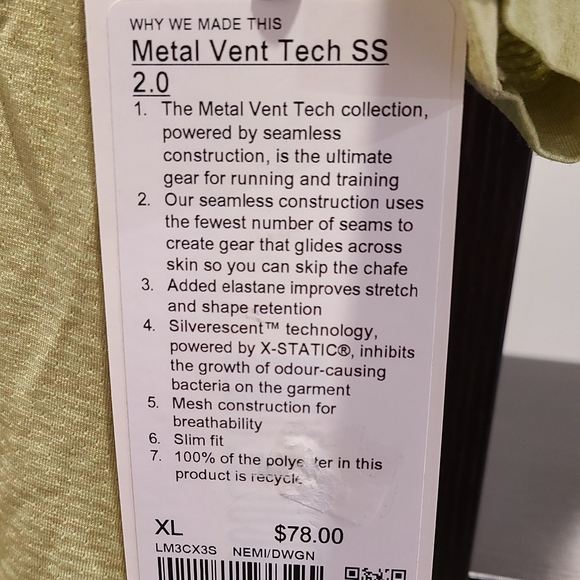 WHY WE MADE THIS
Metal Vent Tech SS
2.0
1. The Metal Vent Tech collection,
powered by seamless
construction, is the ultimate
gear for running and training
2. Our seamless construction uses
the fewest number of seams to
create gear that glides across
skin so you can skip the chafe
3. Added elastane improves stretch
and shape retention
4. Silverescent™ technology,
powered by X-STATIC®, inhibits
the growth of odour-causing
bacteria on the garment
5. Mesh construction for
breathability
6. Slim fit
7. 100% of the polyester in this
product is recycled
XL $78.00
LM3CX3S NEMI/DWGN